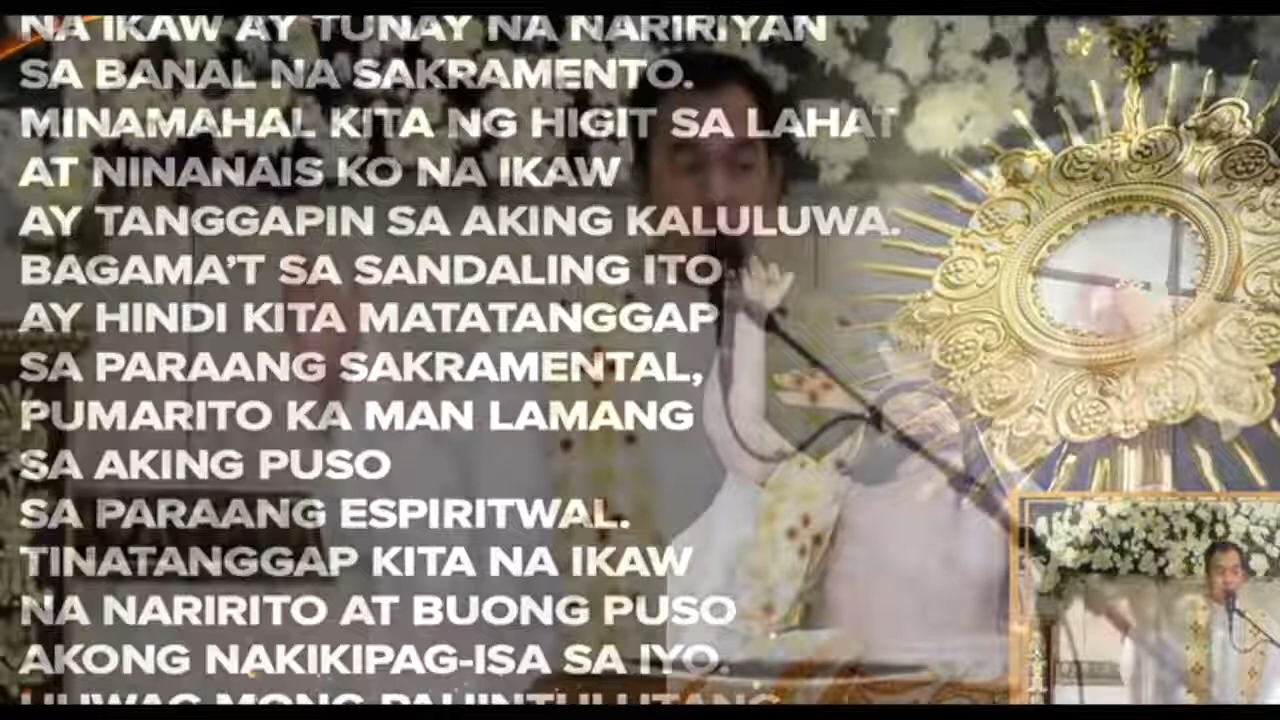 NA IKAW AY TUNAY NA NARIRIYAN
SA BANAL NA SAKRAMENTO.
MINAMAHAL KITA NG HIGIT SA LAHAT
AT NINANAIS KO NA IKAW
AY TANGGAPIN SA AKING KALULUWA.
BAGAMA’T SA SANDALING ITO
AY HINDI KITA MATATANGGAP
SA PARAANG SAKRAMENTAL,
PUMARITO KA MAN LAMANG
SA AKING PUSO
SA PARAANG ESPIRITWAL.
TINATANGGAP KITA NA IKAW
NA NARIRITO AT BUONG PUSO
AKONG NAKIKIPAG-ISA SA IYO.